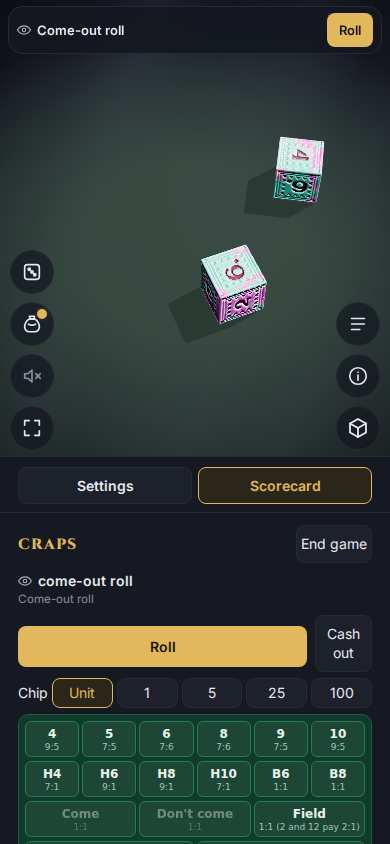 Come-out roll
Roll
4
6.
6.
2
Settings
Scorecard
CRAPS
End game
come-out roll
Come-out roll
Roll
Cash out
Chip
Unit
1
5
25
100
4
5
6
8
9
10
9:5
7:5
7:6
7:6
7:5
9:5
H4
H6
H8
H10
B6
B8
7:1
9:1
9:1
7:1
1:1
1:1
Come
Don't come
Field
1:1
1:1
1:1 (2 and 12 pay 2:1)